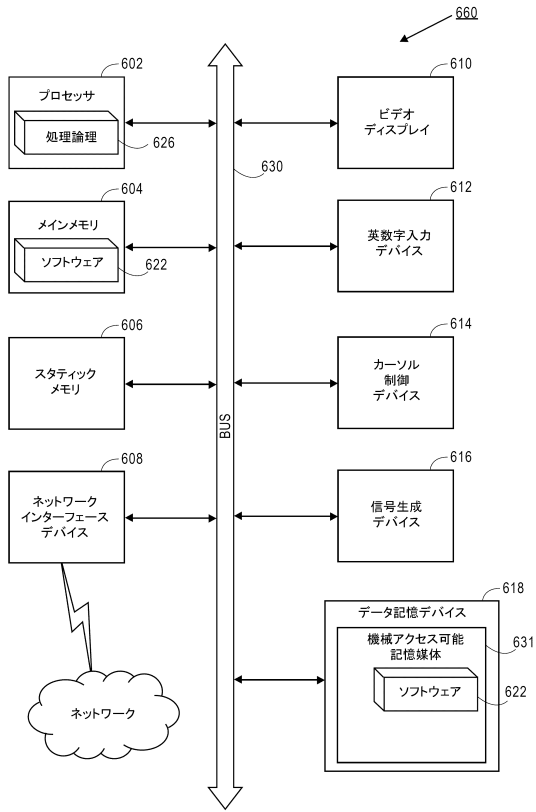 660
602
プロセッサ
処理論理
626
604
メインメモリ
ソフトウェア
622
606
スタティック
メモリ
608
ネットワーク
インターフェース
デバイス
ネットワーク
630
BUS
610
ビデオ
ディスプレイ
612
英数字入力
デバイス
614
カーソル
制御
デバイス
616
信号生成
デバイス
618
データ記憶デバイス
631
機械アクセス可能
記憶媒体
ソフトウェア
622